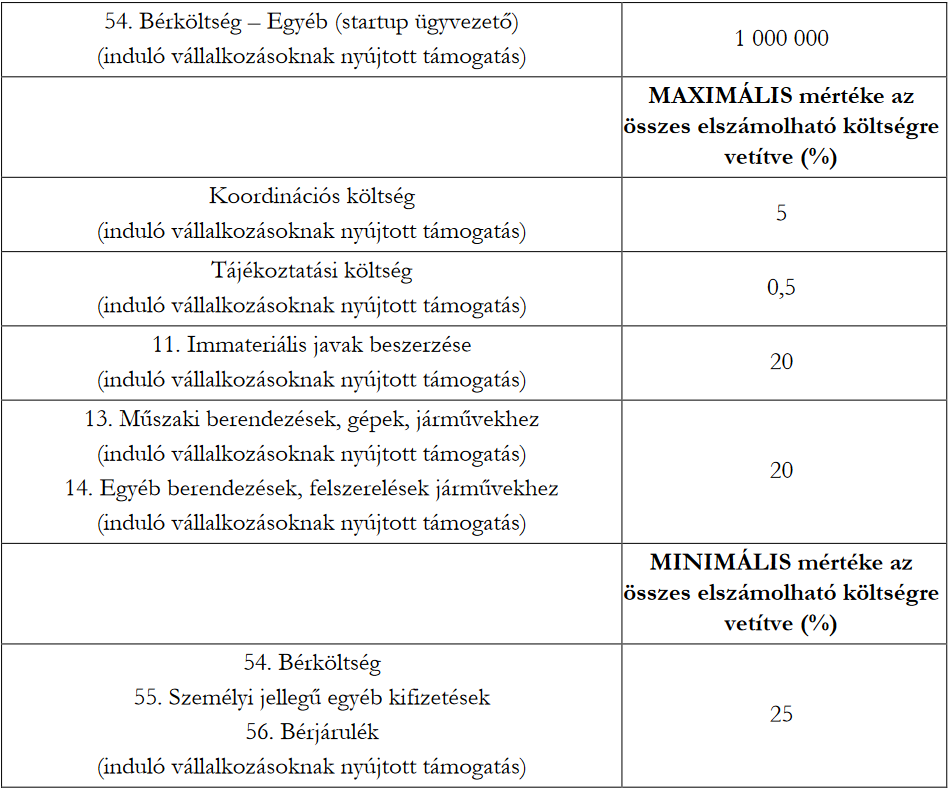 54. Bérköltség – Egyéb (startup ügyvezető)
(induló vállalkozásoknak nyújtott támogatás)
1 000 000
MAXIMÁLIS mértéke az
összes elszámolható költségre
vetítve (%)
Koordinációs költség
(induló vállalkozásoknak nyújtott támogatás)
5
Tájékoztatási költség
(induló vállalkozásoknak nyújtott támogatás)
0,5
11. Immateriális javak beszerzése
(induló vállalkozásoknak nyújtott támogatás)
20
13. Műszaki berendezések, gépek, járművekhez
(induló vállalkozásoknak nyújtott támogatás)
14. Egyéb berendezések, felszerelések járművekhez
(induló vállalkozásoknak nyújtott támogatás)
20
MINIMÁLIS mértéke az
összes elszámolható költségre
vetítve (%)
54. Bérköltség
55. Személyi jellegű egyéb kifizetések
56. Bérjárulék
(induló vállalkozásoknak nyújtott támogatás)
25